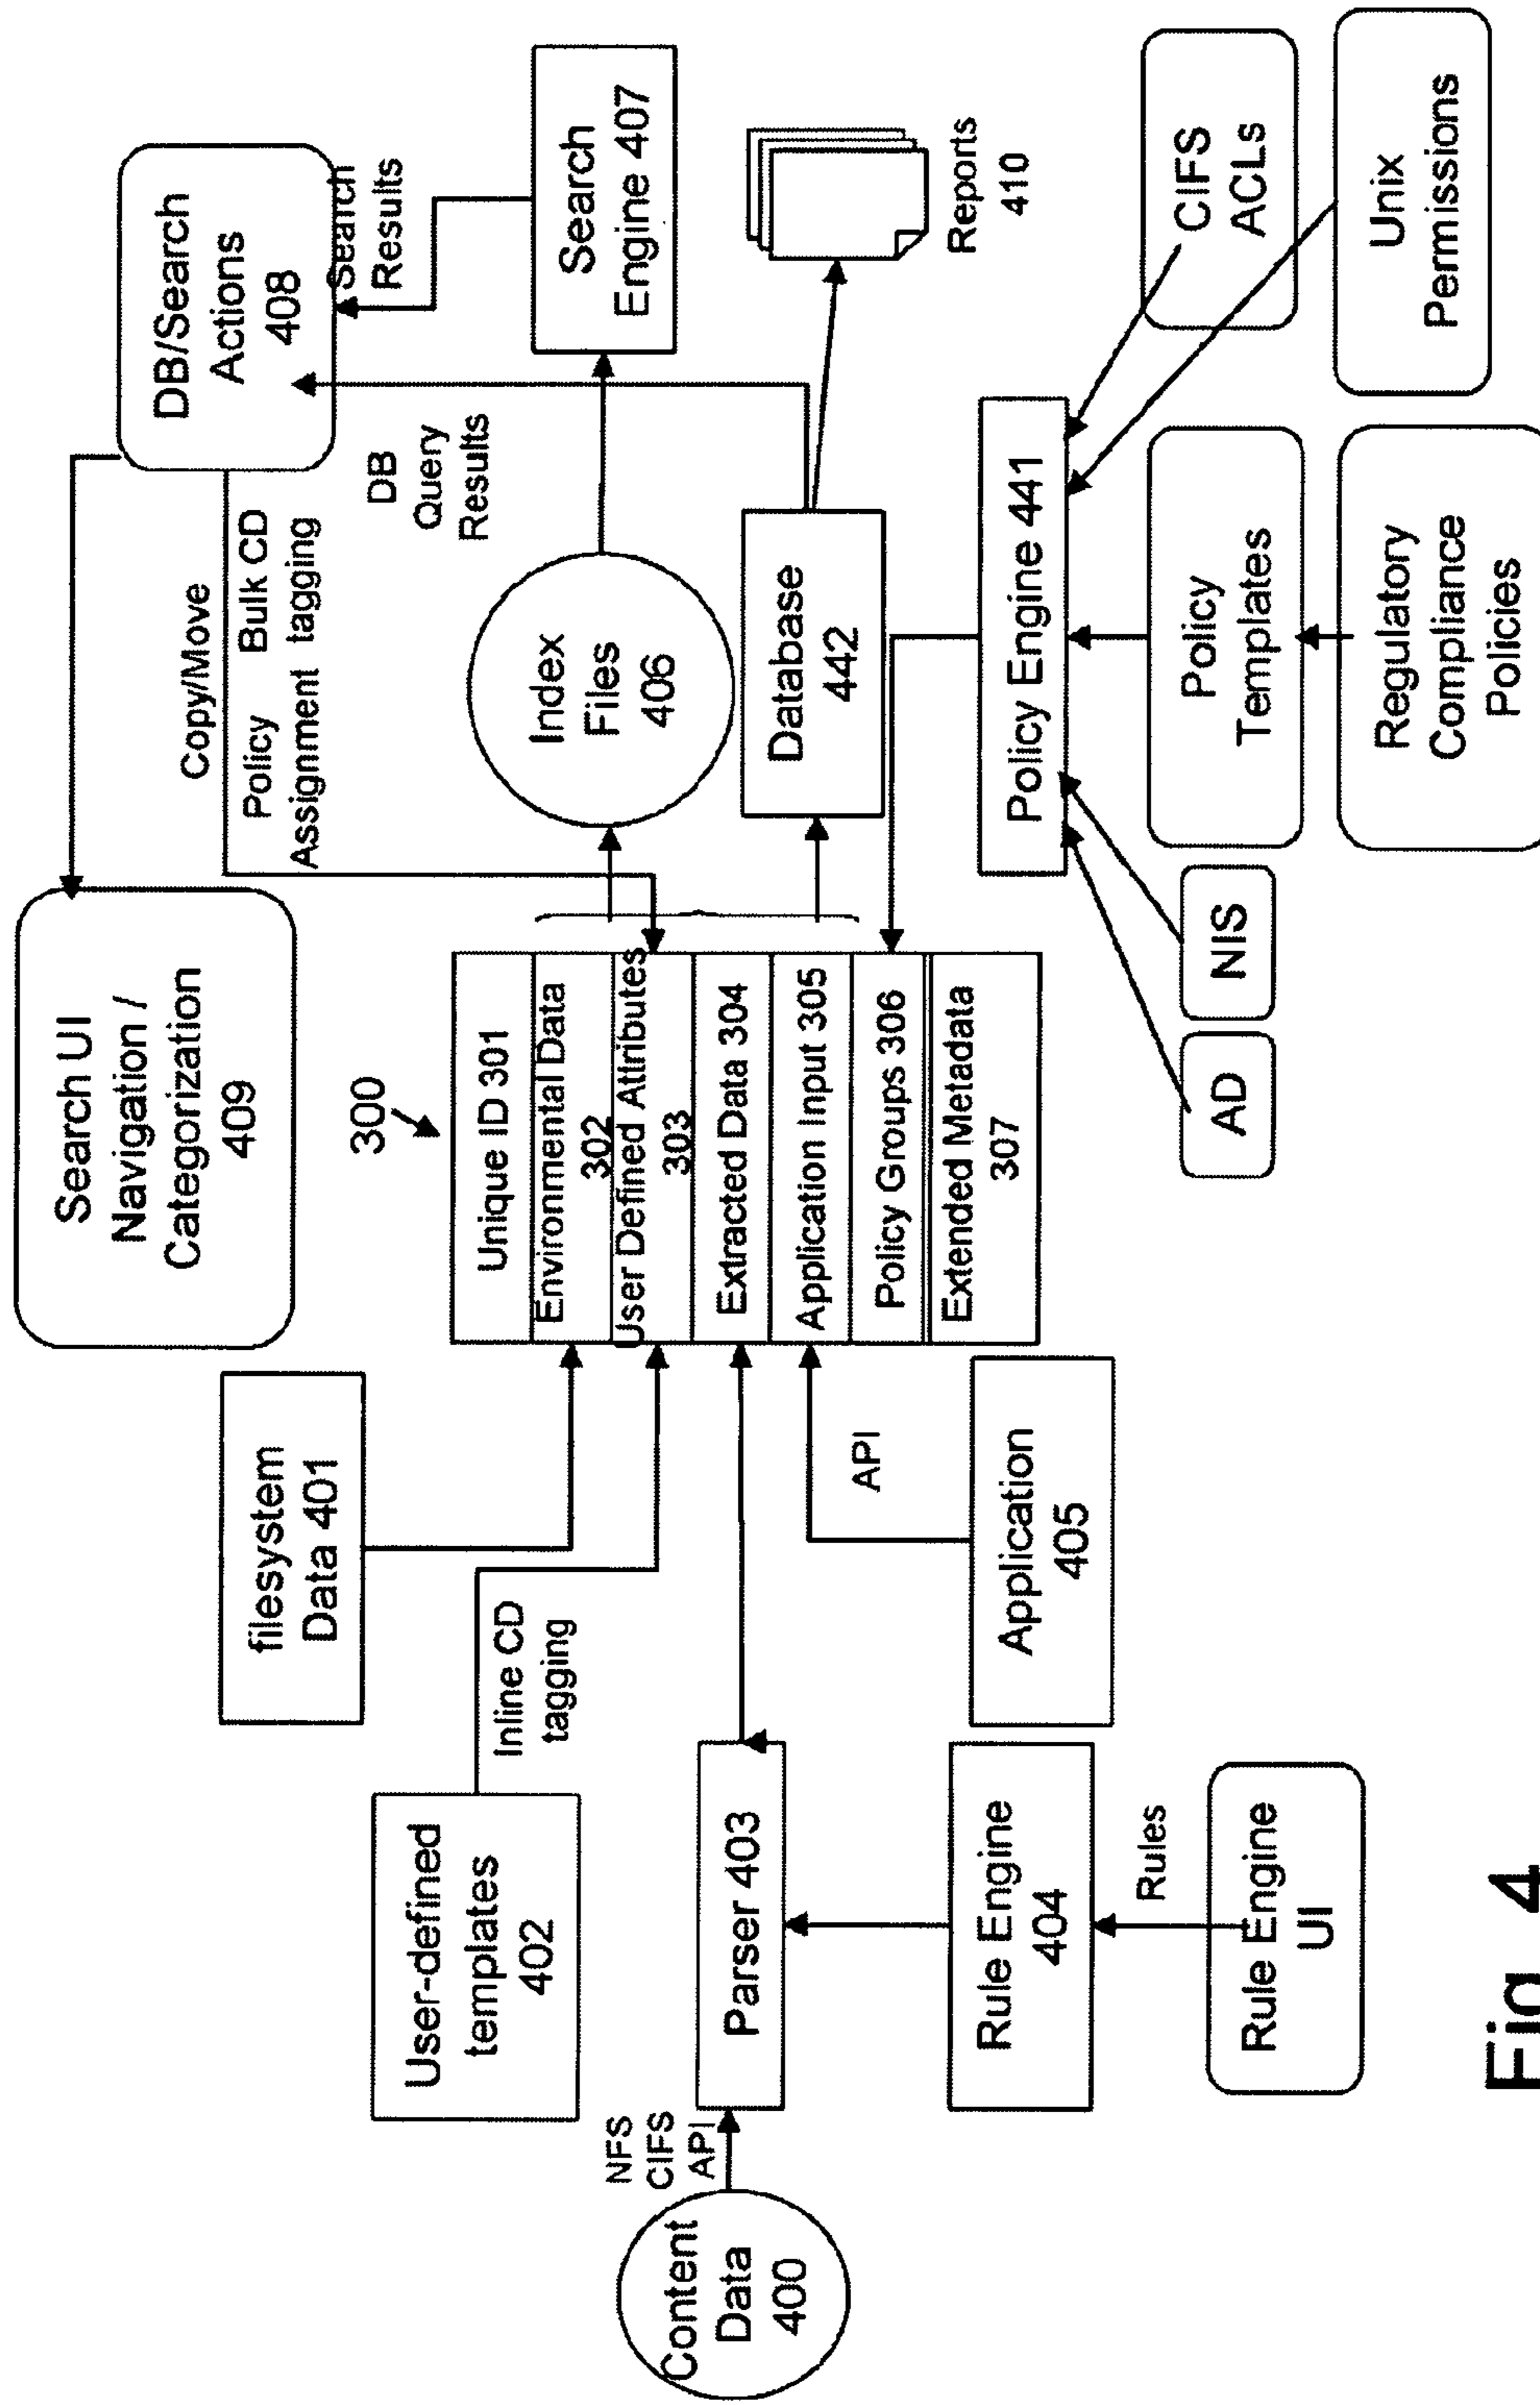 Search UI
Navigation /
Categorization
409
DB/Search
Actions
408
Copy/Move
Policy Bulk CD
Assignment tagging
Search
Results
DB
Query
Results
filesystem
Data 401
User-defined
templates
402
Inline CD
tagging
300
Unique ID 301
Environmental Data
302
User Defined Attributes
303
Extracted Data 304
Application Input 305
Policy Groups 306
Extended Metadata
307
Index
Files
406
Search
Engine 407
Database
442
Reports
410
Content
Data
400
NFS
CIFS
API
Parser 403
API
Application
405
Rule Engine
404
Rules
Rule Engine
UI
Policy Engine 441
AD
NIS
Policy
Templates
CIFS
ACLs
Regulatory
Compliance
Policies
Unix
Permissions
Fig. 4